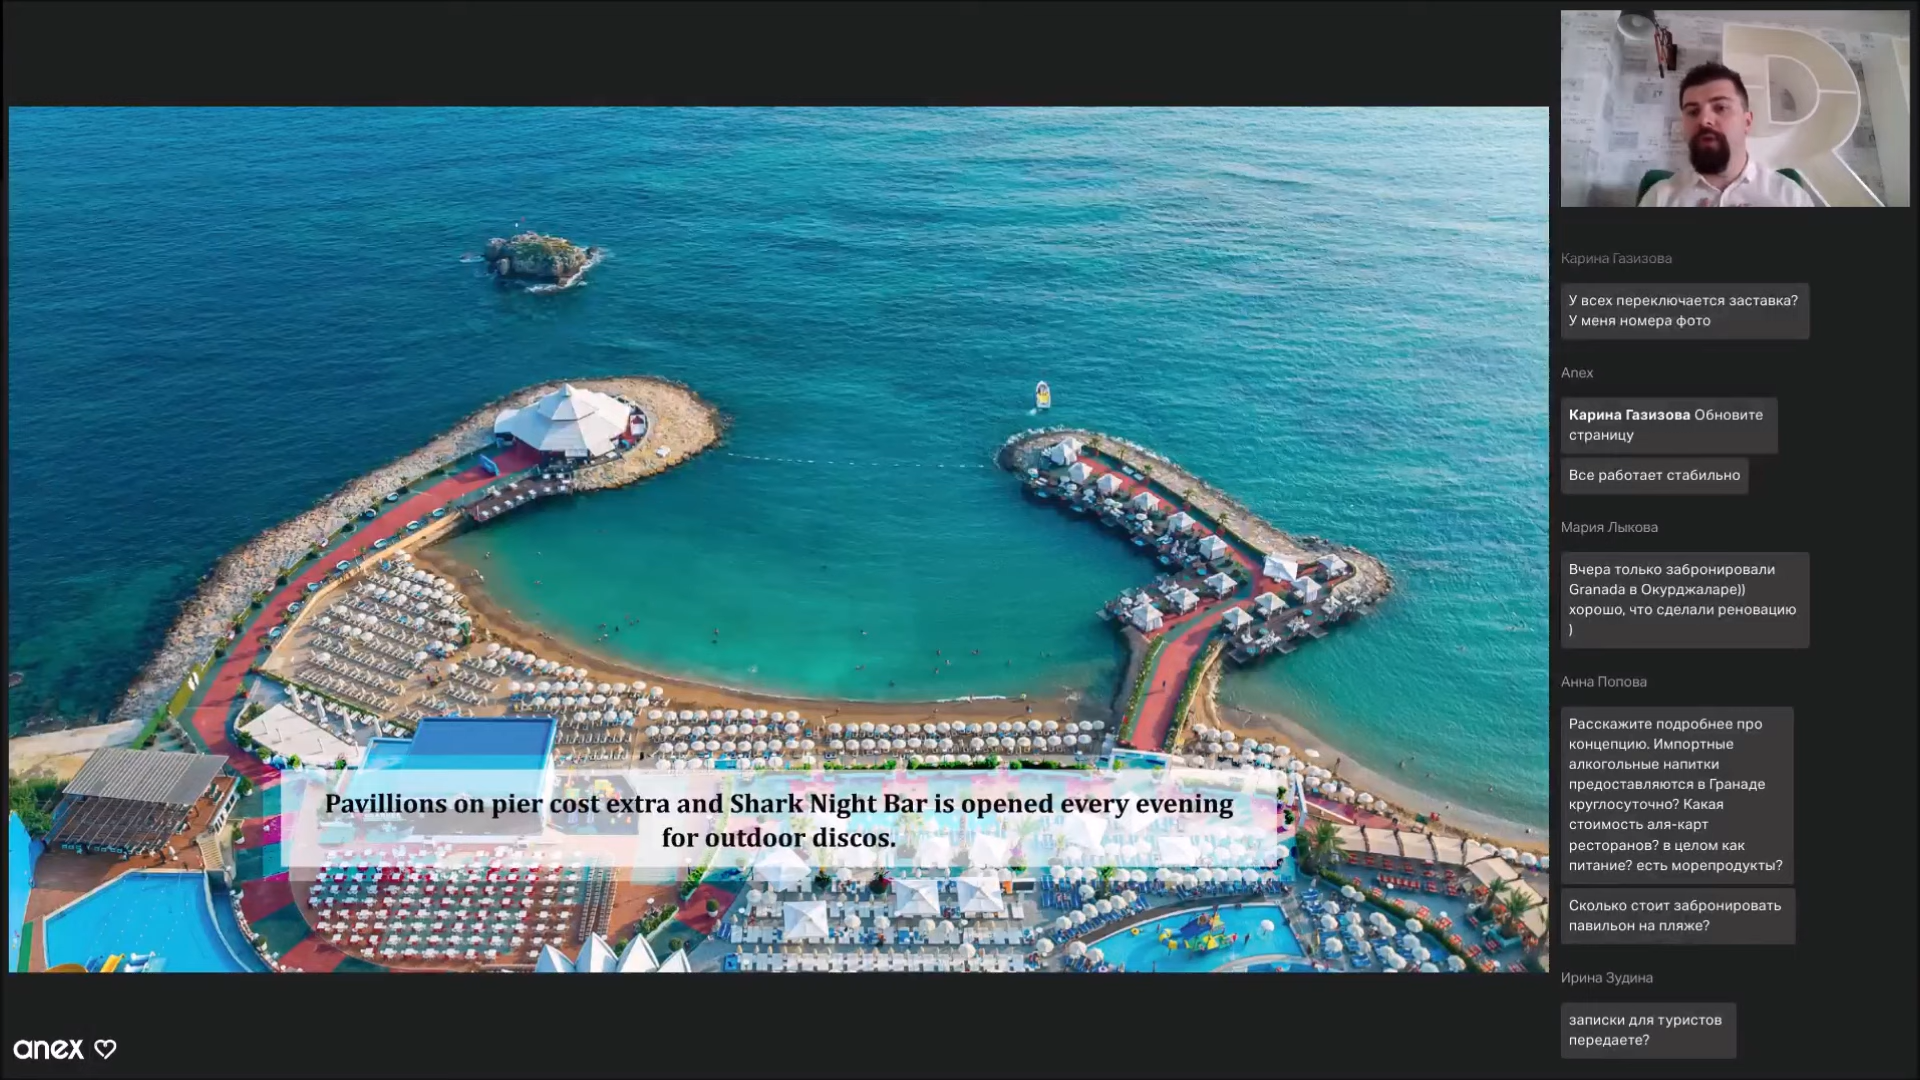 Pavillions on pier cost extra and Shark Night Bar is opened every evening
for outdoor discos.
anex
Карина Газизова
У всех переключается заставка?
У меня номера фото
Anex
Карина Газизова Обновите
страницу
Все работает стабильно
Мария Лыкова
Вчера только забронировали
Granada в Окурджаларе))
хорошо, что сделали реновацию
)
Анна Попова
Расскажите подробнее про
концепцию. Импортные
алкогольные напитки
предоставляются в Гранаде
круглосуточно? Какая
стоимость аля-карт
ресторанов? в целом как
питание? есть морепродукты?
Сколько стоит забронировать
павильон на пляже?
Ирина Зудина
записки для туристов
передаете?